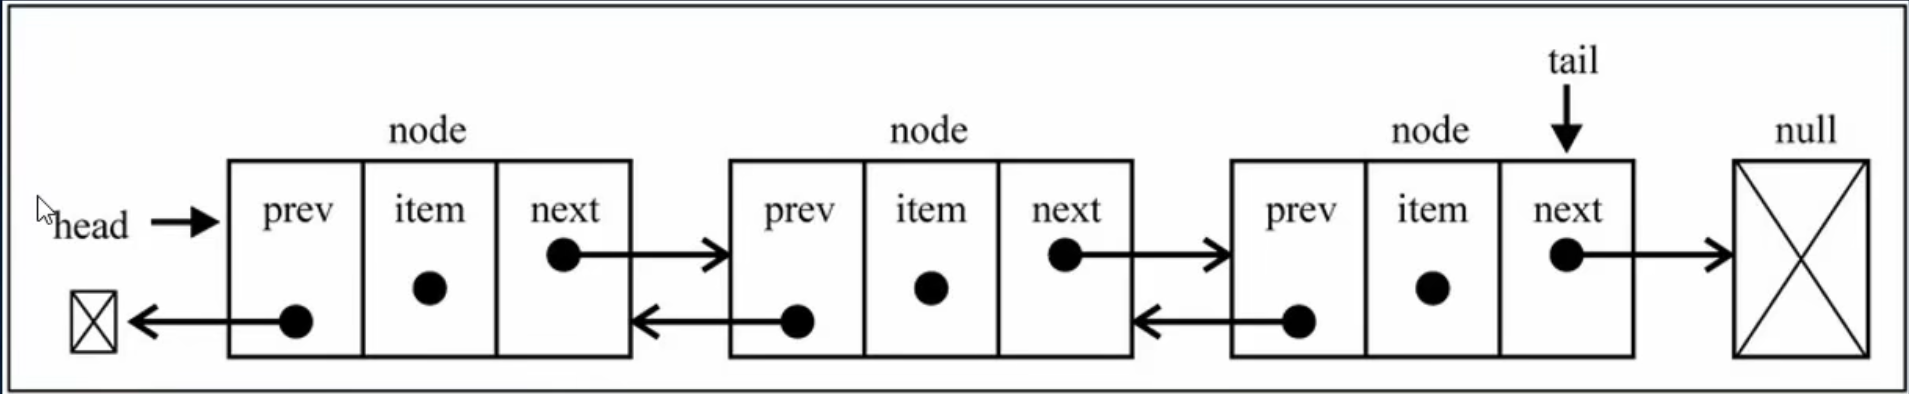 tail
node
node
node
null
head
prev item next
prev item next
prev item next